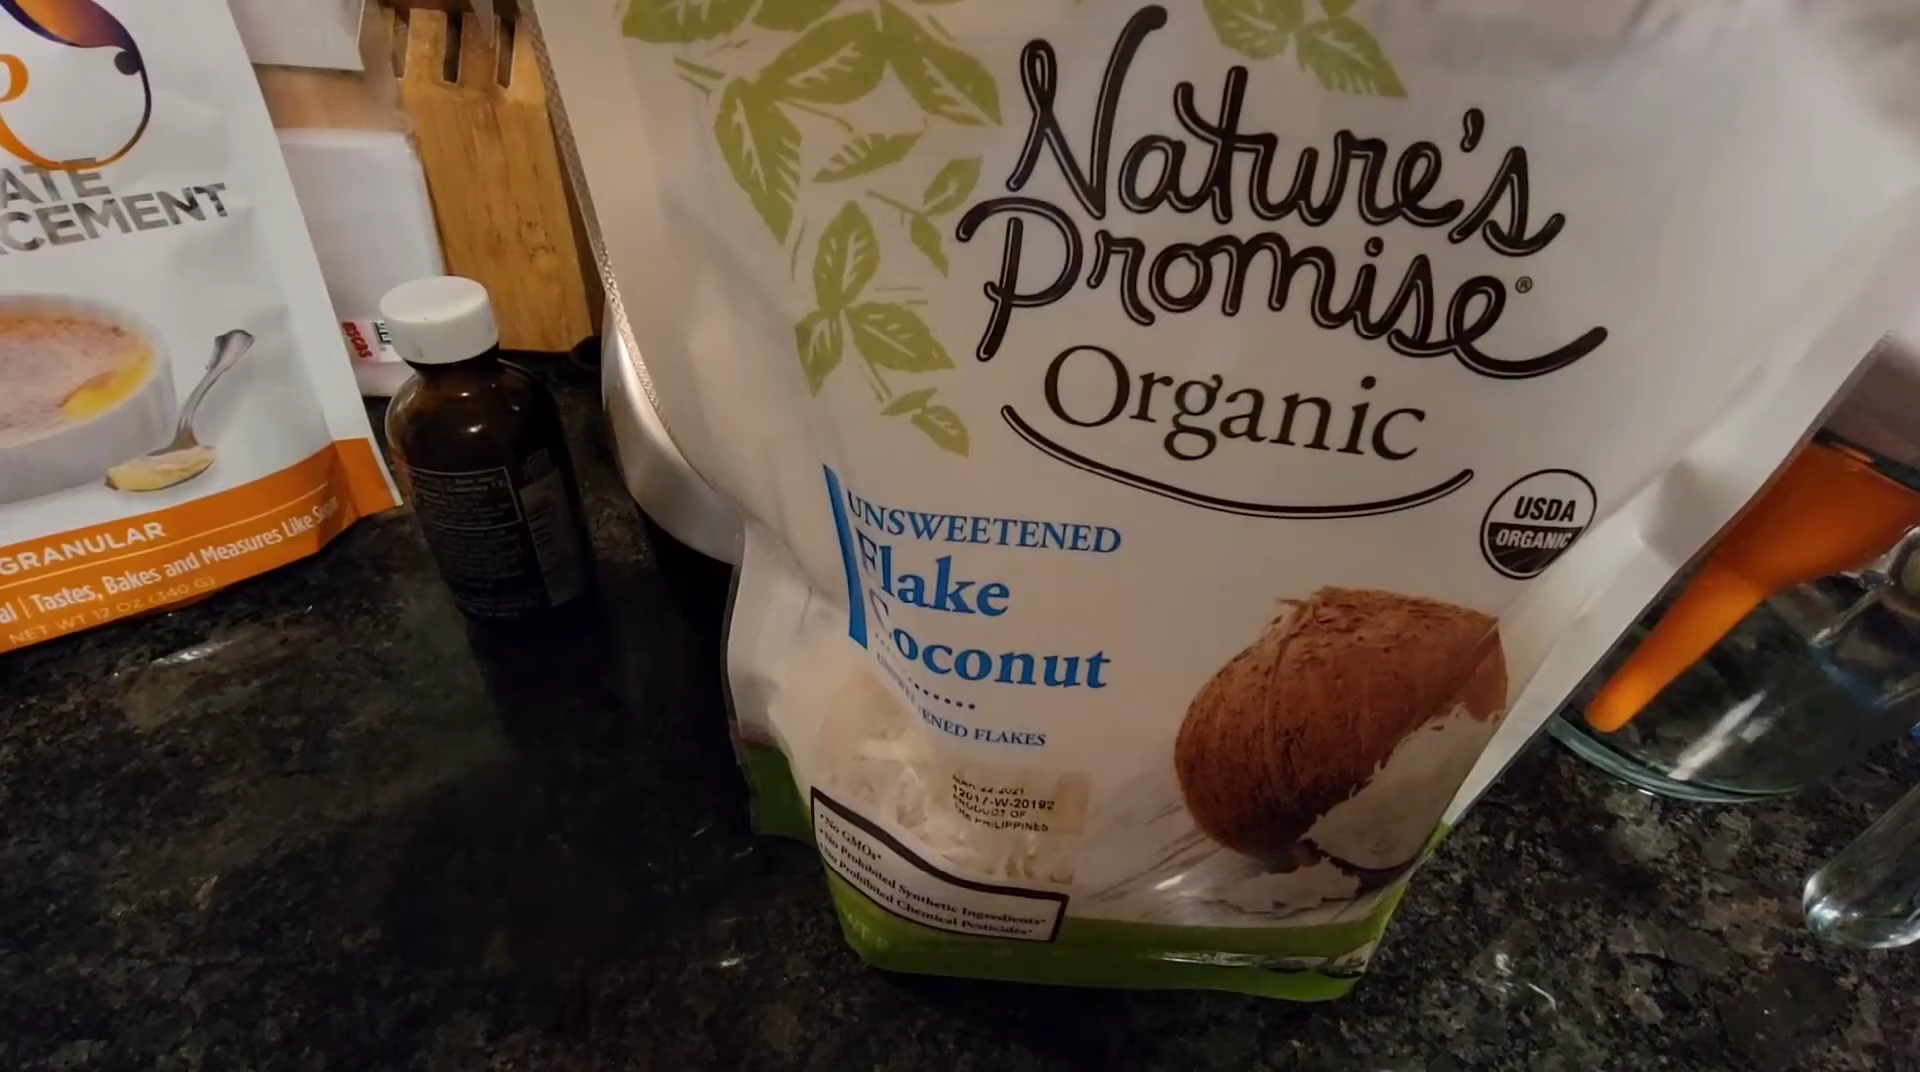 ATE
CEMENT
GRANULAR
al | Tastes, Bakes and Measures Like
NET WT 12 OZ (340 G)
Nature's
Promise®
Organic
USDA
ORGANIC
UNSWEETENED
Flake
Coconut
FLAKES
MAR 22 2021
W-20192
PRODUCT OF
THE PHILIPPINES
•No GMOs*
•No Prohibited Synthetic Ingredients*
•No Prohibited Chemical Pesticides*